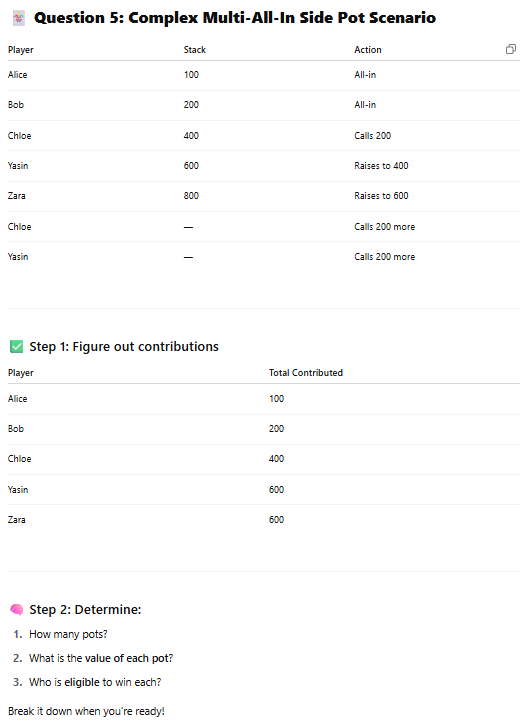 Question 5: Complex Multi-All-In Side Pot Scenario
Player Stack Action
Alice 100 All-in
Bob 200 All-in
Chloe 400 Calls 200
Yasin 600 Raises to 400
Zara 800 Raises to 600
Chloe — Calls 200 more
Yasin — Calls 200 more
Step 1: Figure out contributions
Player Total Contributed
Alice 100
Bob 200
Chloe 400
Yasin 600
Zara 600
Step 2: Determine:
1. How many pots?
2. What is the value of each pot?
3. Who is eligible to win each?
Break it down when you're ready!